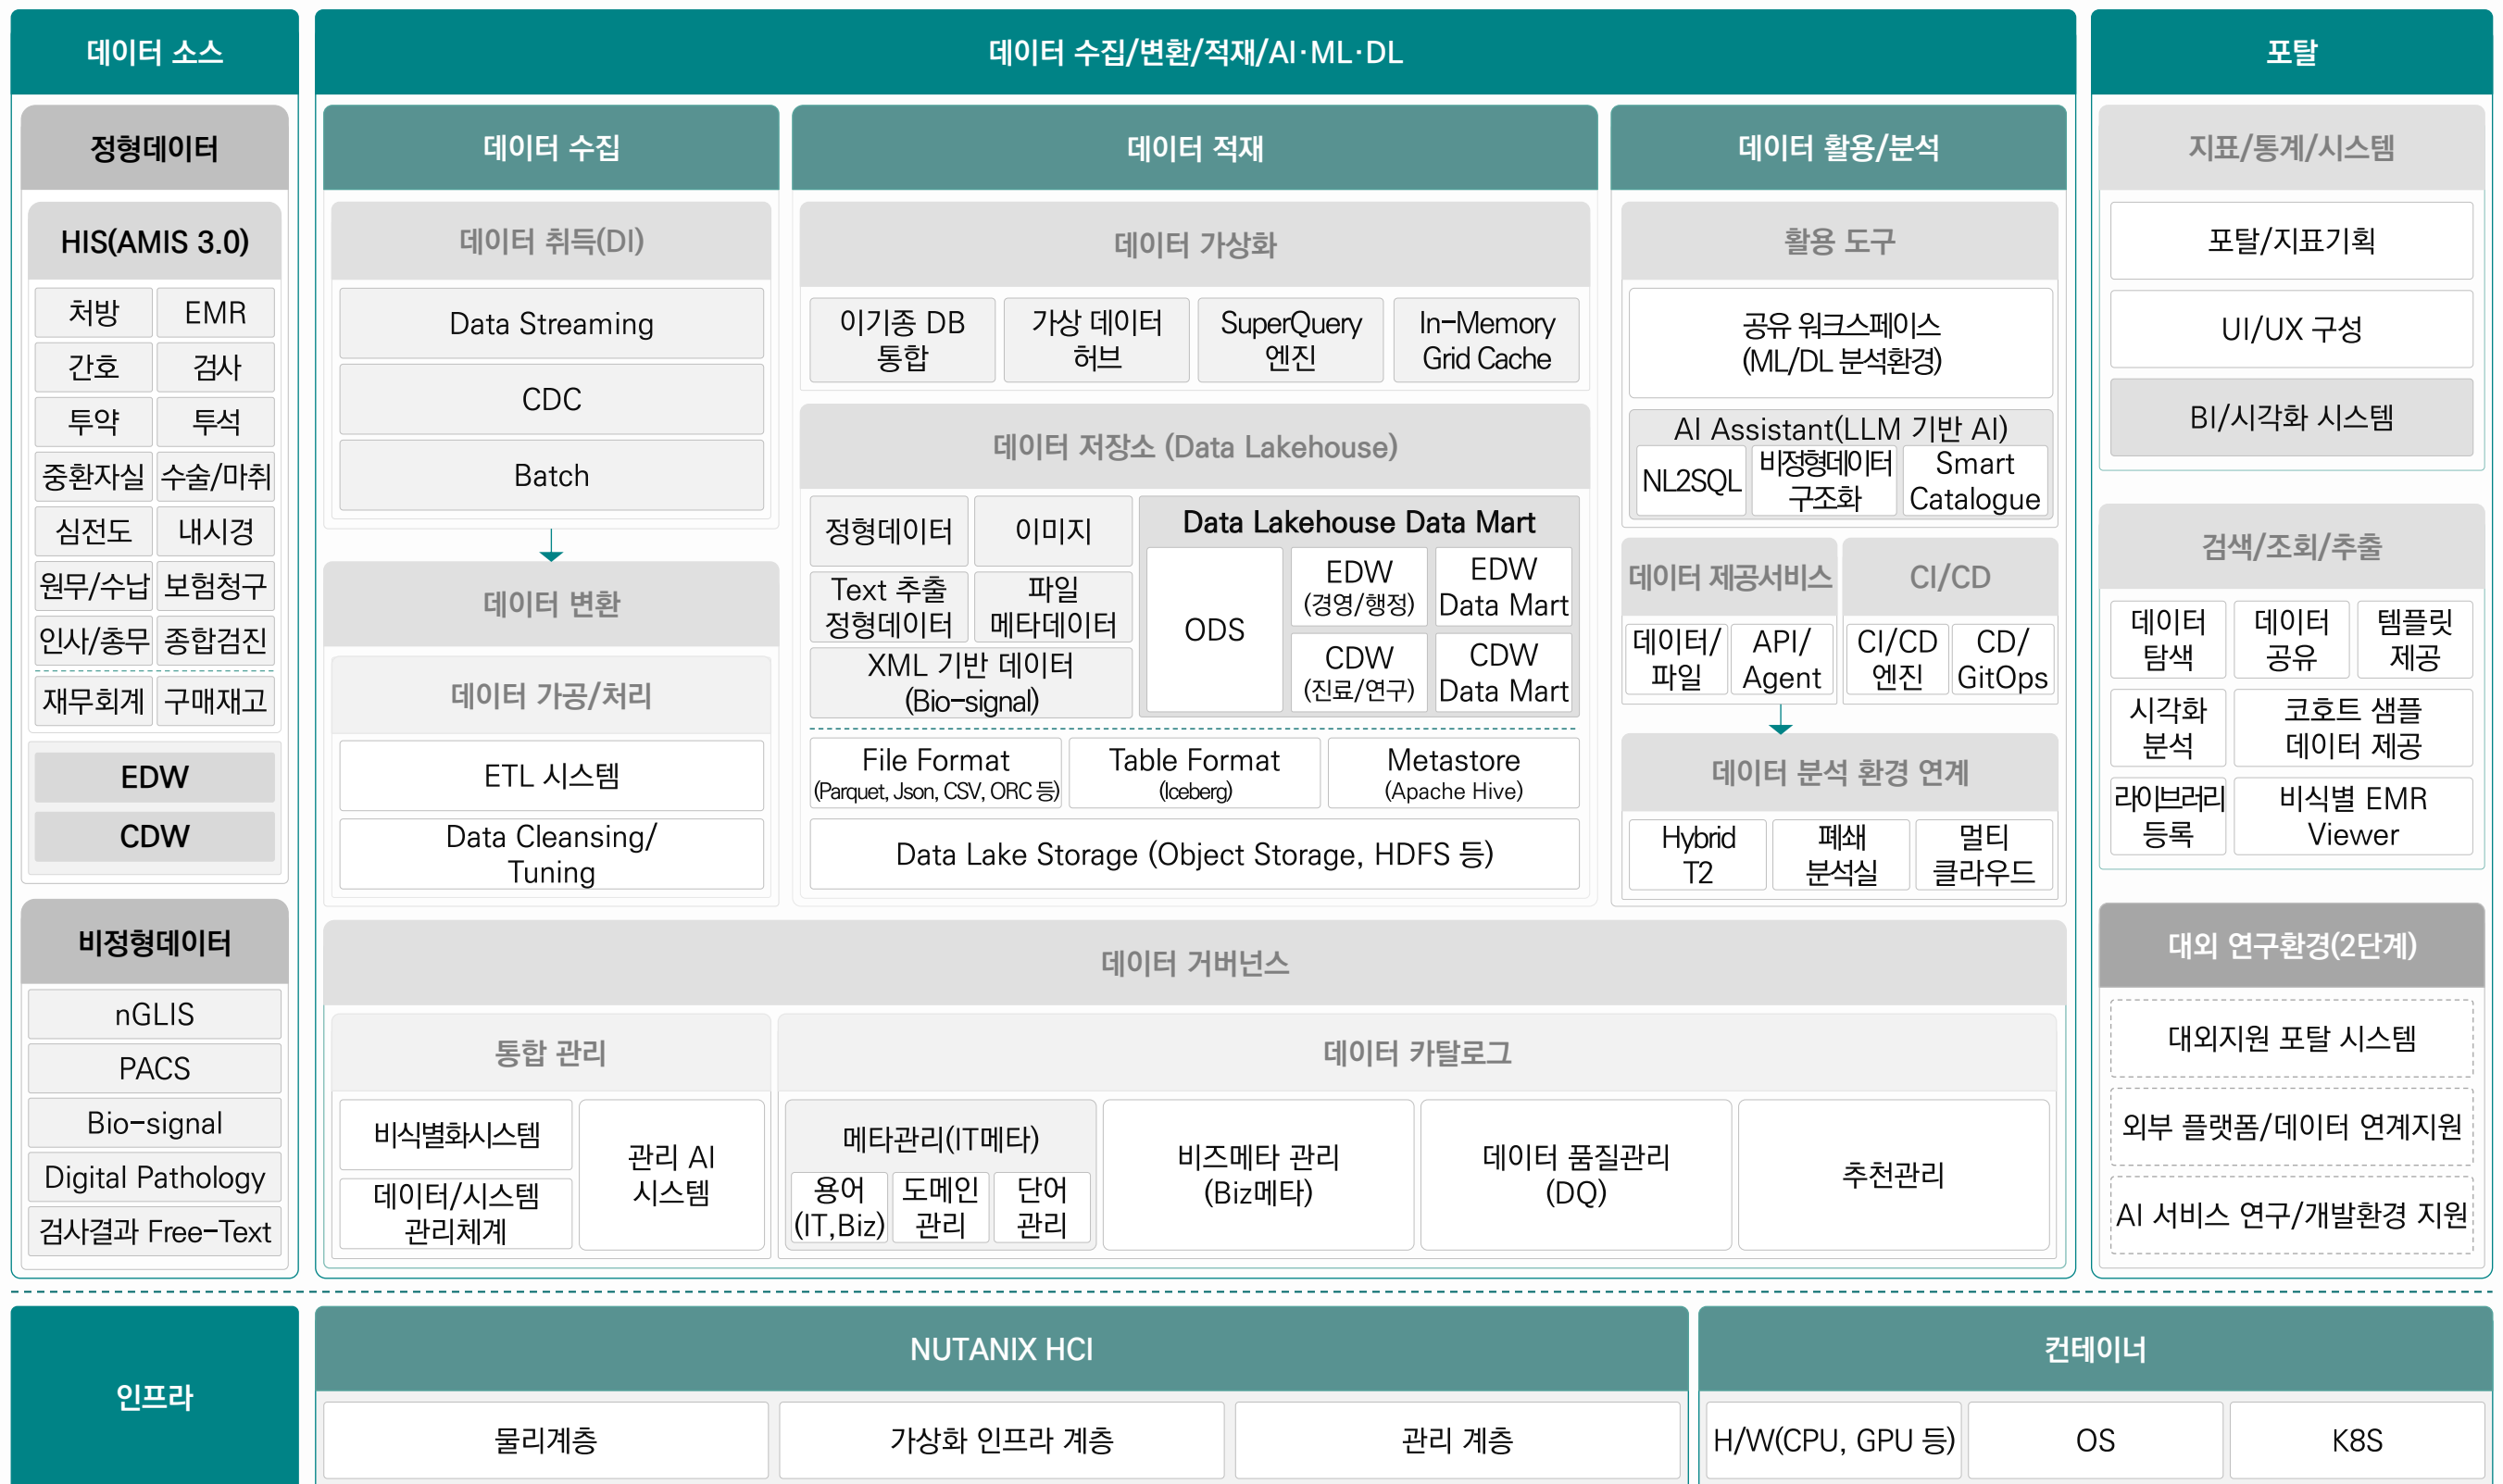 데이터 소스
정형데이터
HIS(AMIS 3.0)
처방
EMR
간호
검사
투약
투석
중환자실
수술/마취
심전도
내시경
원무/수납
보험청구
인사/총무
종합검진
재무회계
구매재고
EDW
CDW
비정형데이터
nGLIS
PACS
Bio-signal
Digital Pathology
검사결과 Free-Text
데이터 수집/변환/적재/AI·ML·DL
데이터 수집
데이터 취득(DI)
Data Streaming
CDC
Batch
데이터 변환
데이터 가공/처리
ETL 시스템
Data Cleansing/
Tuning
데이터 적재
데이터 가상화
이기종 DB
통합
가상 데이터
허브
SuperQuery
엔진
In-Memory
Grid Cache
데이터 저장소 (Data Lakehouse)
정형데이터
이미지
Text 추출
정형데이터
파일
메타데이터
XML 기반 데이터
(Bio-signal)
Data Lakehouse Data Mart
ODS
EDW
(경영/행정)
EDW
Data Mart
CDW
(진료/연구)
CDW
Data Mart
File Format
(Parquet, Json, CSV, ORC 등)
Table Format
(Iceberg)
Metastore
(Apache Hive)
Data Lake Storage (Object Storage, HDFS 등)
데이터 활용/분석
활용 도구
공유 워크스페이스
(ML/DL 분석환경)
AI Assistant(LLM 기반 AI)
NL2SQL
비정형데이터
구조화
Smart
Catalogue
데이터 제공서비스
데이터/
파일
API/
Agent
CI/CD
CI/CD
엔진
CD/
GitOps
데이터 분석 환경 연계
Hybrid
T2
폐쇄
분석실
멀티
클라우드
데이터 거버넌스
통합 관리
비식별화시스템
데이터/시스템
관리체계
관리 AI
시스템
데이터 카탈로그
메타관리(IT메타)
용어
(IT,Biz)
도메인
관리
단어
관리
비즈메타 관리
(Biz메타)
데이터 품질관리
(DQ)
추천관리
포탈
지표/통계/시스템
포탈/지표기획
UI/UX 구성
BI/시각화 시스템
검색/조회/추출
데이터
탐색
데이터
공유
템플릿
제공
시각화
분석
코호트 샘플
데이터 제공
라이브러리
등록
비식별 EMR
Viewer
대외 연구환경(2단계)
대외지원 포탈 시스템
외부 플랫폼/데이터 연계지원
AI 서비스 연구/개발환경 지원
인프라
NUTANIX HCI
물리계층
가상화 인프라 계층
관리 계층
컨테이너
H/W(CPU, GPU 등)
OS
K8S